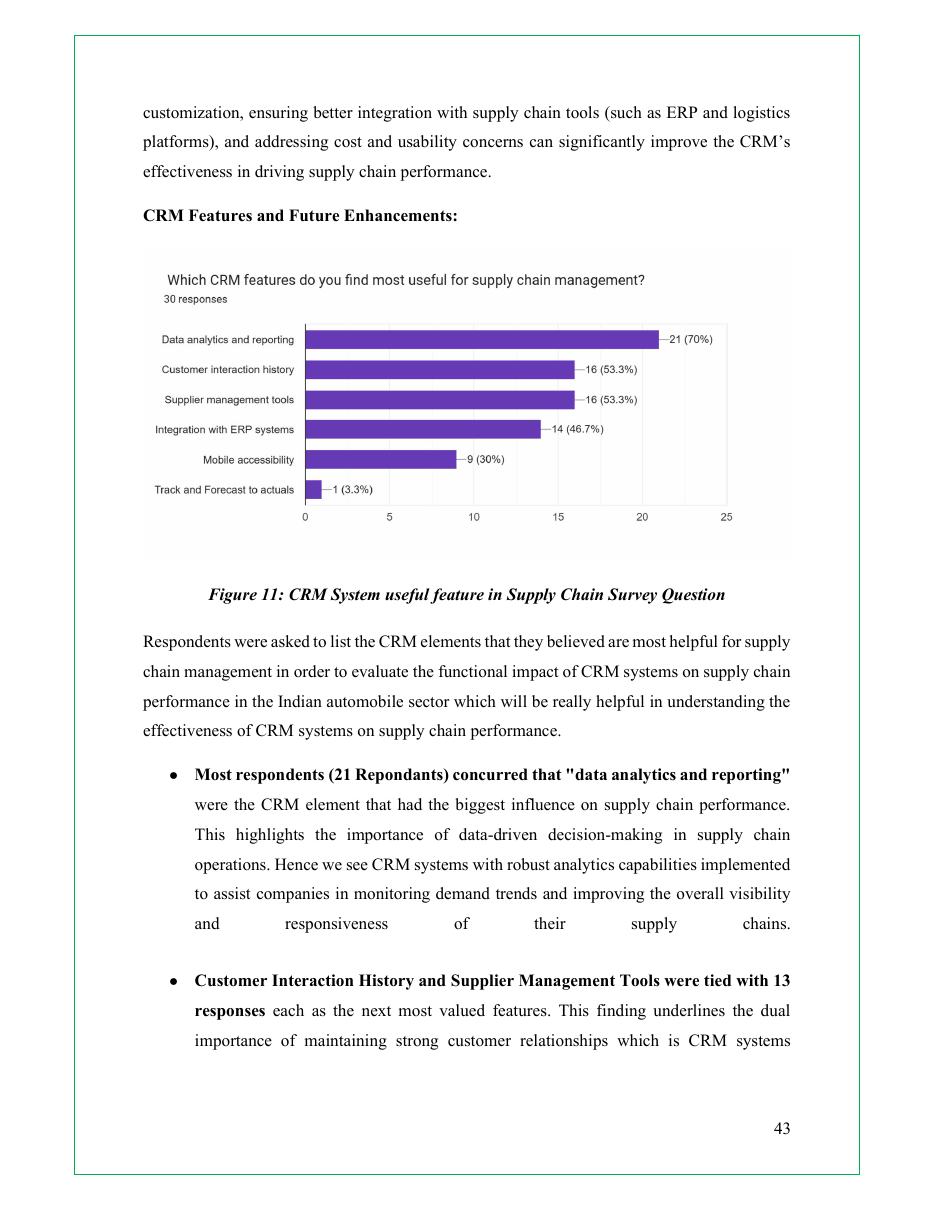 customization, ensuring better integration with supply chain tools (such as ERP and logistics
platforms), and addressing cost and usability concerns can significantly improve the CRM’s
effectiveness in driving supply chain performance.
CRM Features and Future Enhancements:
Which CRM features do you find most useful for supply chain management?
30 responses
Data analytics and reporting 21 (70%)
Customer interaction history 16 (53.3%)
Supplier management tools 16 (53.3%)
Integration with ERP systems 14 (46.7%)
Mobile accessibility 9 (30%)
Track and Forecast to actuals 1 (3.3%)
0 5 10 15 20 25
Figure 11: CRM System useful feature in Supply Chain Survey Question
Respondents were asked to list the CRM elements that they believed are most helpful for supply
chain management in order to evaluate the functional impact of CRM systems on supply chain
performance in the Indian automobile sector which will be really helpful in understanding the
effectiveness of CRM systems on supply chain performance.
● Most respondents (21 Repondants) concurred that "data analytics and reporting"
were the CRM element that had the biggest influence on supply chain performance.
This highlights the importance of data-driven decision-making in supply chain
operations. Hence we see CRM systems with robust analytics capabilities implemented
to assist companies in monitoring demand trends and improving the overall visibility
and responsiveness of their supply chains.
● Customer Interaction History and Supplier Management Tools were tied with 13
responses each as the next most valued features. This finding underlines the dual
importance of maintaining strong customer relationships which is CRM systems
43